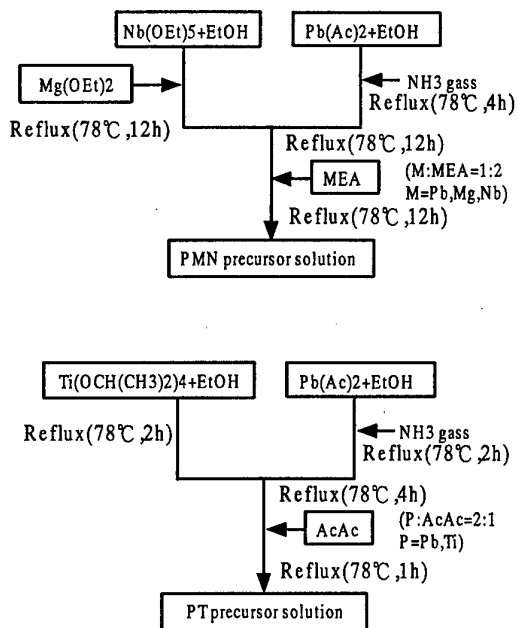 Nb(OEt)5+EtOH
Pb(Ac)2+EtOH
Mg(OEt)2
NH3 gass
Reflux(78℃,4h)
Reflux(78℃,12h)
Reflux(78℃,12h)
MEA
(M:MEA=1:2
M=Pb,Mg,Nb)
Reflux(78℃,12h)
PMN precursor solution
Ti(OCH(CH3)2)4+EtOH
Pb(Ac)2+EtOH
Reflux(78℃,2h)
NH3 gass
Reflux(78℃,2h)
Reflux(78℃,4h)
AcAc
(P:AcAc=2:1
P=Pb,Ti)
Reflux(78℃,1h)
PT precursor solution